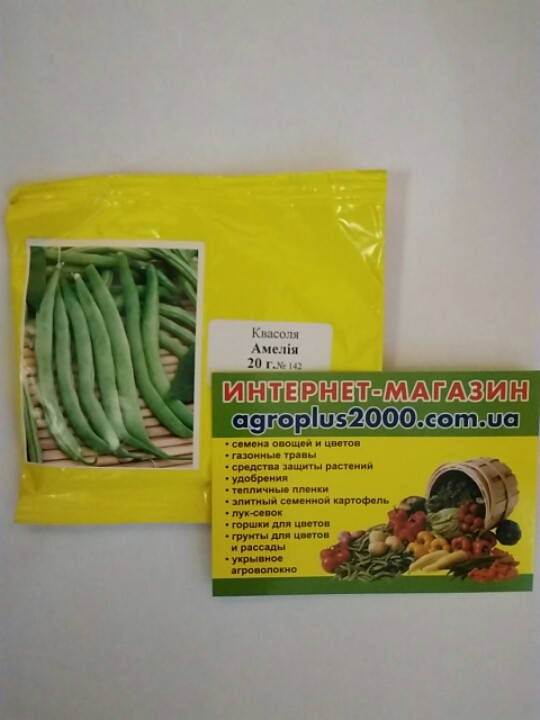 Квасоля
Амелія
20 г.№ 142
ИНТЕРНЕТ-МАГАЗИН
agroplus2000.com.ua
• семена овощей и цветов
• газонные травы
• средства защиты растений
• удобрения
• тепличные пленки
• элитный семенной картофель
• лук-севок
• горшки для цветов
• грунты для цветов
и рассады
• укрывное
агроволокно